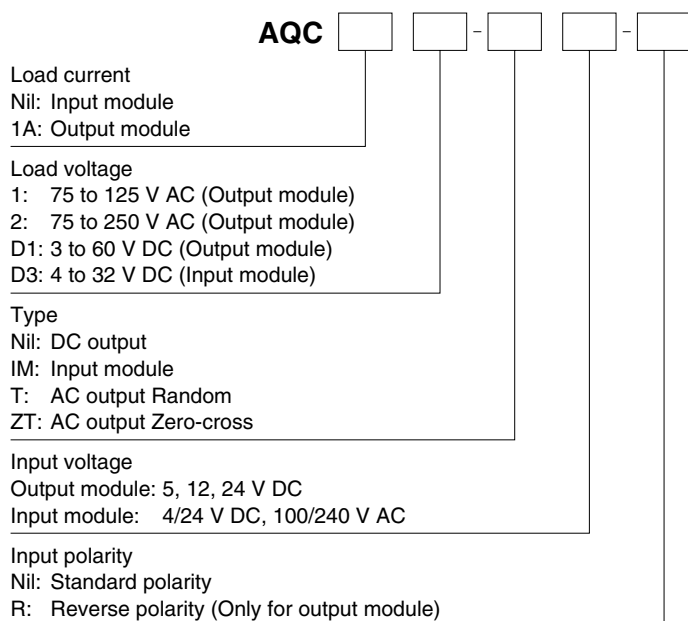 AQC - -
Load current
Nil: Input module
1A: Output module
Load voltage
1: 75 to 125 V AC (Output module)
2: 75 to 250 V AC (Output module)
D1: 3 to 60 V DC (Output module)
D3: 4 to 32 V DC (Input module)
Type
Nil: DC output
IM: Input module
T: AC output Random
ZT: AC output Zero-cross
Input voltage
Output module: 5, 12, 24 V DC
Input module: 4/24 V DC, 100/240 V AC
Input polarity
Nil: Standard polarity
R: Reverse polarity (Only for output module)